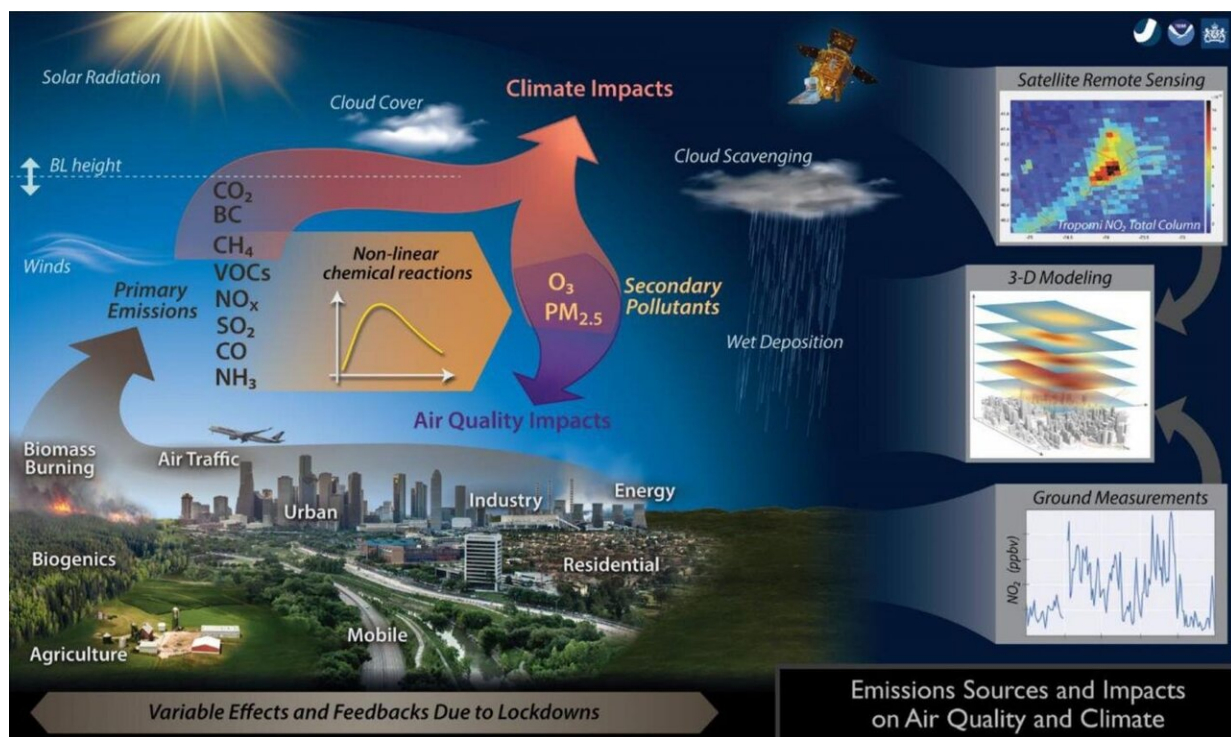 Solar Radiation
Cloud Cover
Climate Impacts
BL height
Winds
CO₂
BC
CH₄
VOCs
NOₓ
SO₂
CO
NH₃
Primary
Emissions
Non-linear
chemical reactions
O₃
PM₂.₅
Secondary
Pollutants
Air Quality Impacts
Cloud Scavenging
Wet Deposition
Biomass
Burning
Air Traffic
Urban
Industry
Energy
Biogenics
Residential
Agriculture
Mobile
Variable Effects and Feedbacks Due to Lockdowns
Satellite Remote Sensing
Tropomi NO₂ Total Column
3-D Modeling
Ground Measurements
NO₂ (ppbv)
Emissions Sources and Impacts
on Air Quality and Climate